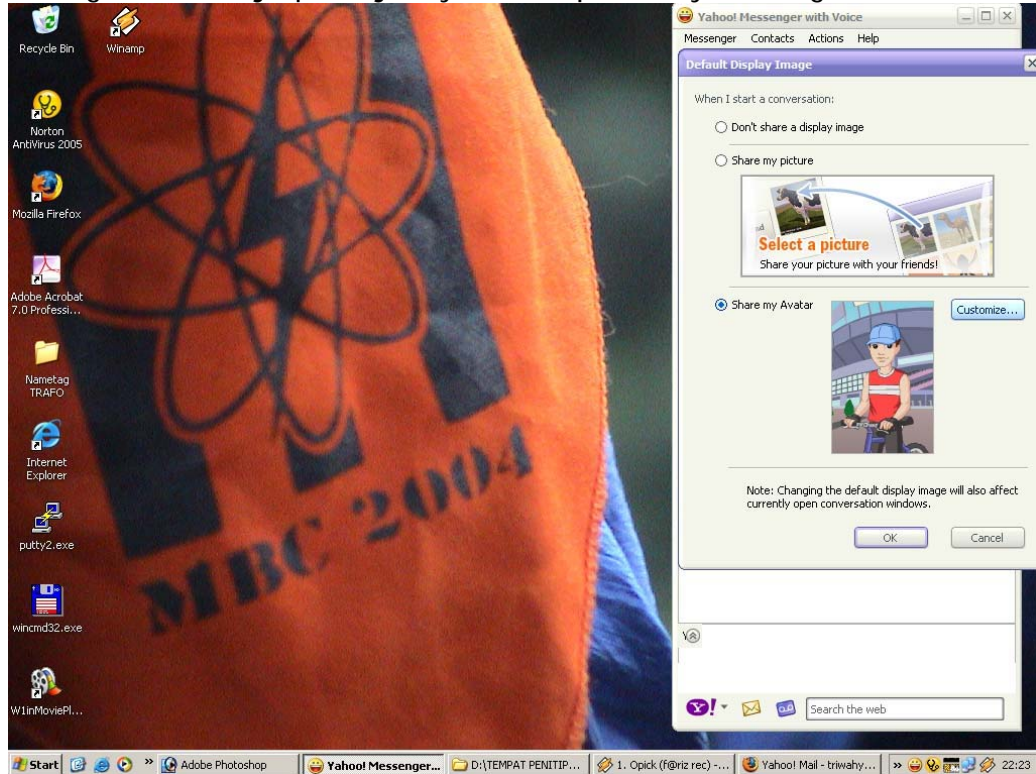 Recycle Bin
Winamp
Norton AntiVirus 2005
Mozilla Firefox
Adobe Acrobat 7.0 Professi...
Nametag TRAFO
Internet Explorer
putty2.exe
wincmd32.exe
W1inMoviePl...
MBC 2004
Yahoo! Messenger with Voice
Messenger Contacts Actions Help
Default Display Image
When I start a conversation:
Don't share a display image
Share my picture
Select a picture
Share your picture with your friends!
Share my Avatar
Customize...
Note: Changing the default display image will also affect
currently open conversation windows.
OK Cancel
Y!
Search the web
Start
Adobe Photoshop
Yahoo! Messenger...
D:\TEMPAT PENITIP...
1. Opick (f@riz rec) -...
Yahoo! Mail - triwahy...